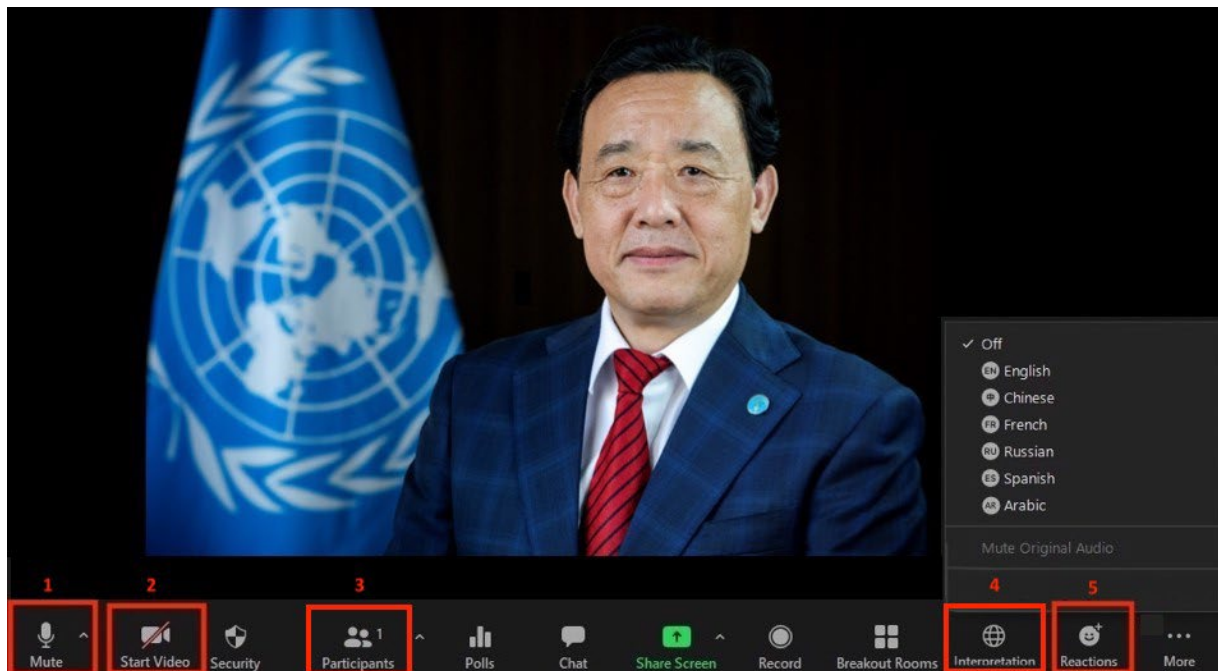 Off
EN English
中 Chinese
FR French
RU Russian
ES Spanish
AR Arabic
Mute Original Audio
1 2 3 4 5
1
Mute Start Video Security Participants Polls Chat Share Screen Record Breakout Rooms Interpretation Reactions More